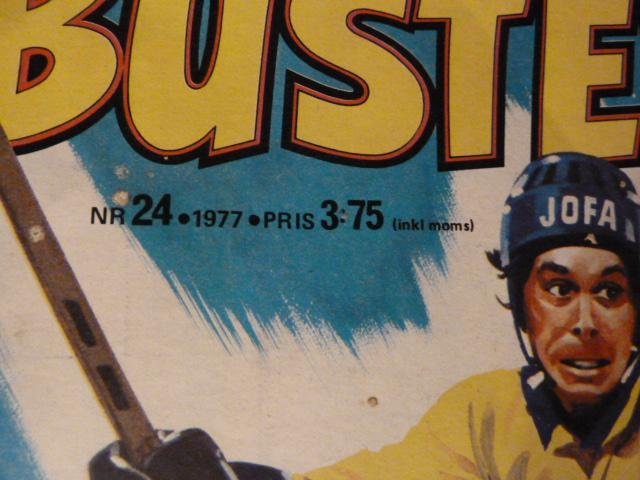 BUSTE
NR 24 • 1977 • PRIS 3:75 (inkl moms)
JOFA